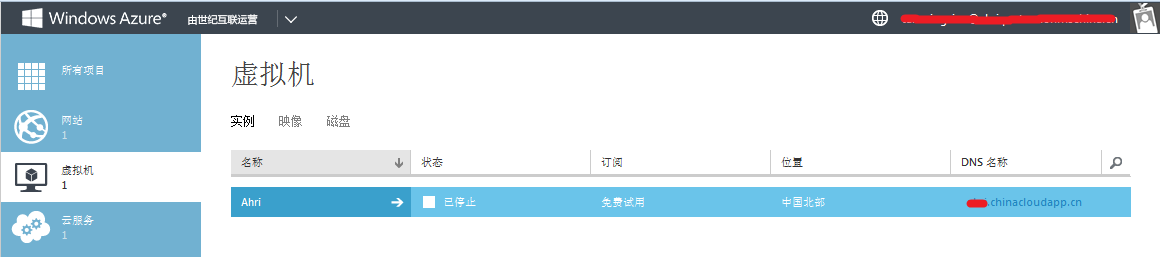 Windows Azure® 由世纪互联运营
所有项目
网站
1
虚拟机
1
云服务
1
虚拟机
实例 映像 磁盘
名称 状态 订阅 位置 DNS 名称
Ahri 已停止 免费试用 中国北部 .chinacloudapp.cn